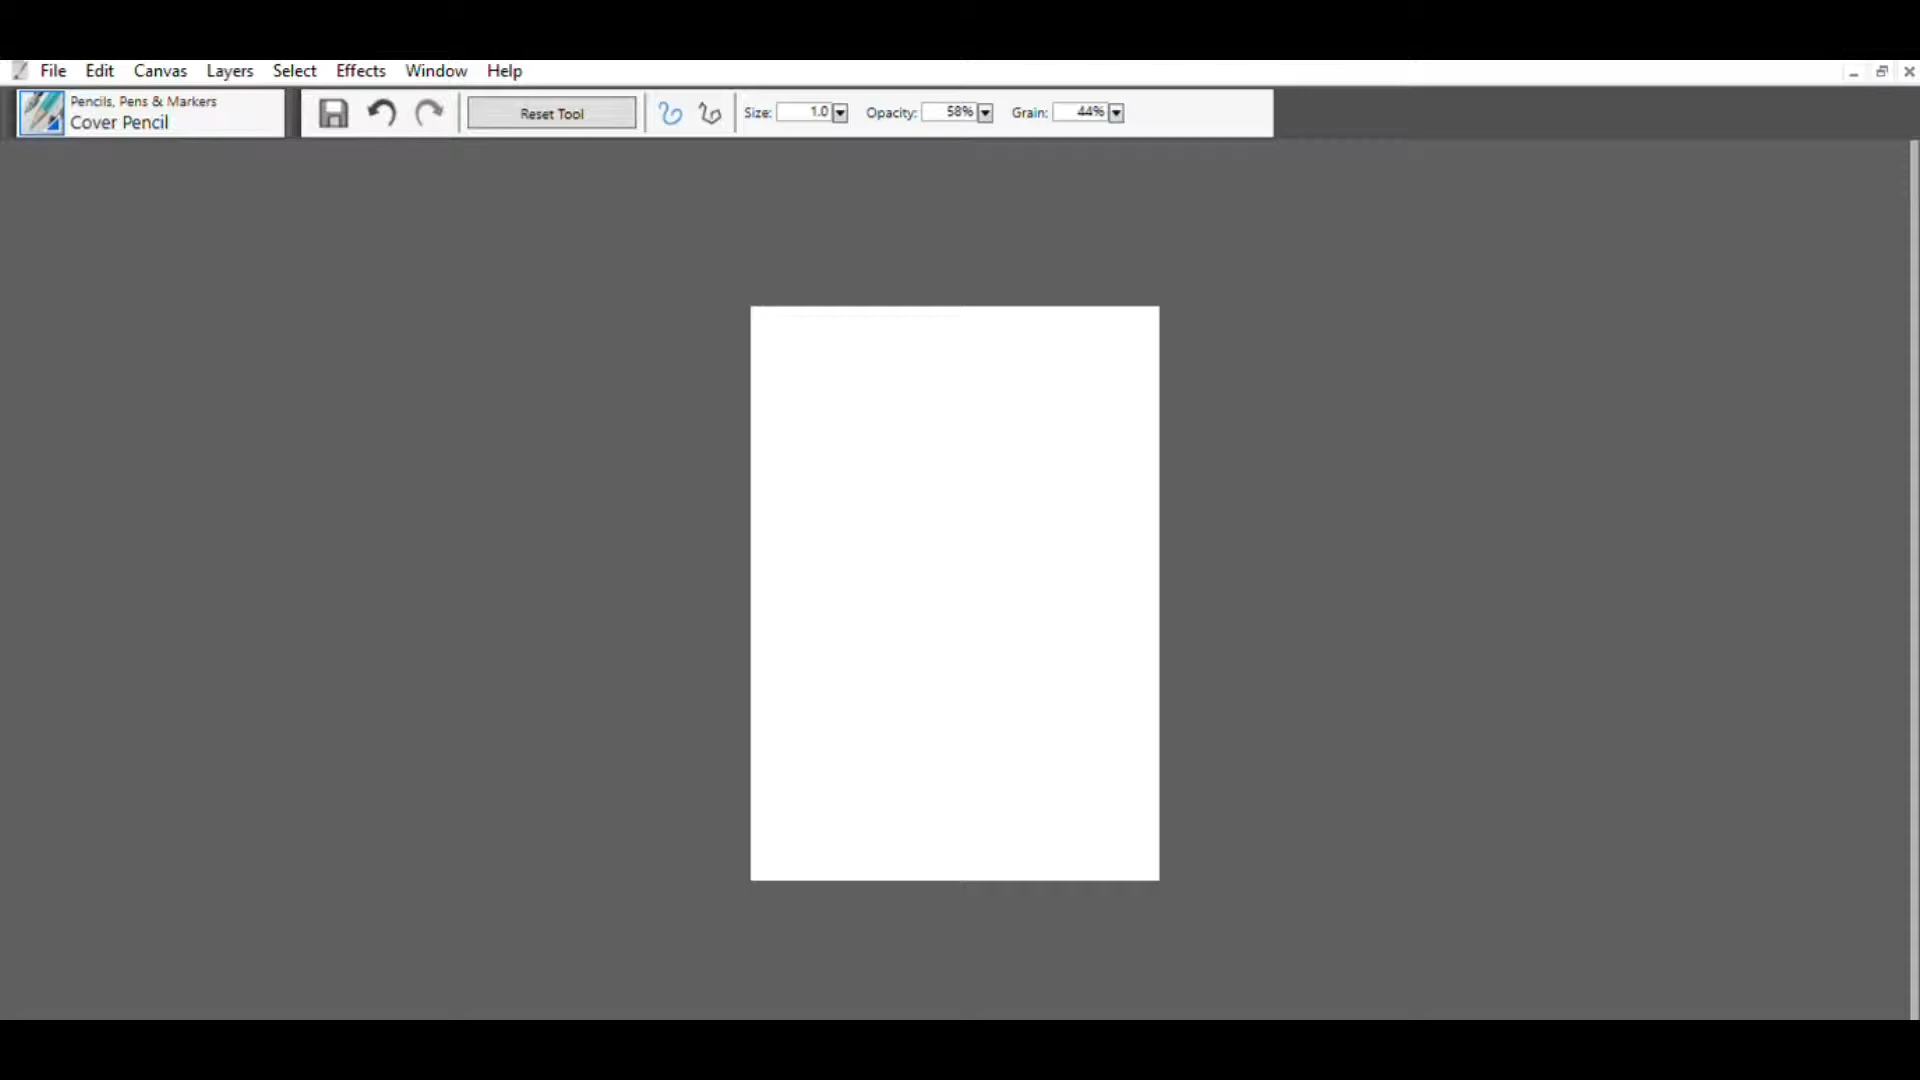 File Edit Canvas Layers Select Effects Window Help
Pencils, Pens & Markers
Cover Pencil
Reset Tool
Size: 1.0 Opacity: 58% Grain: 44%